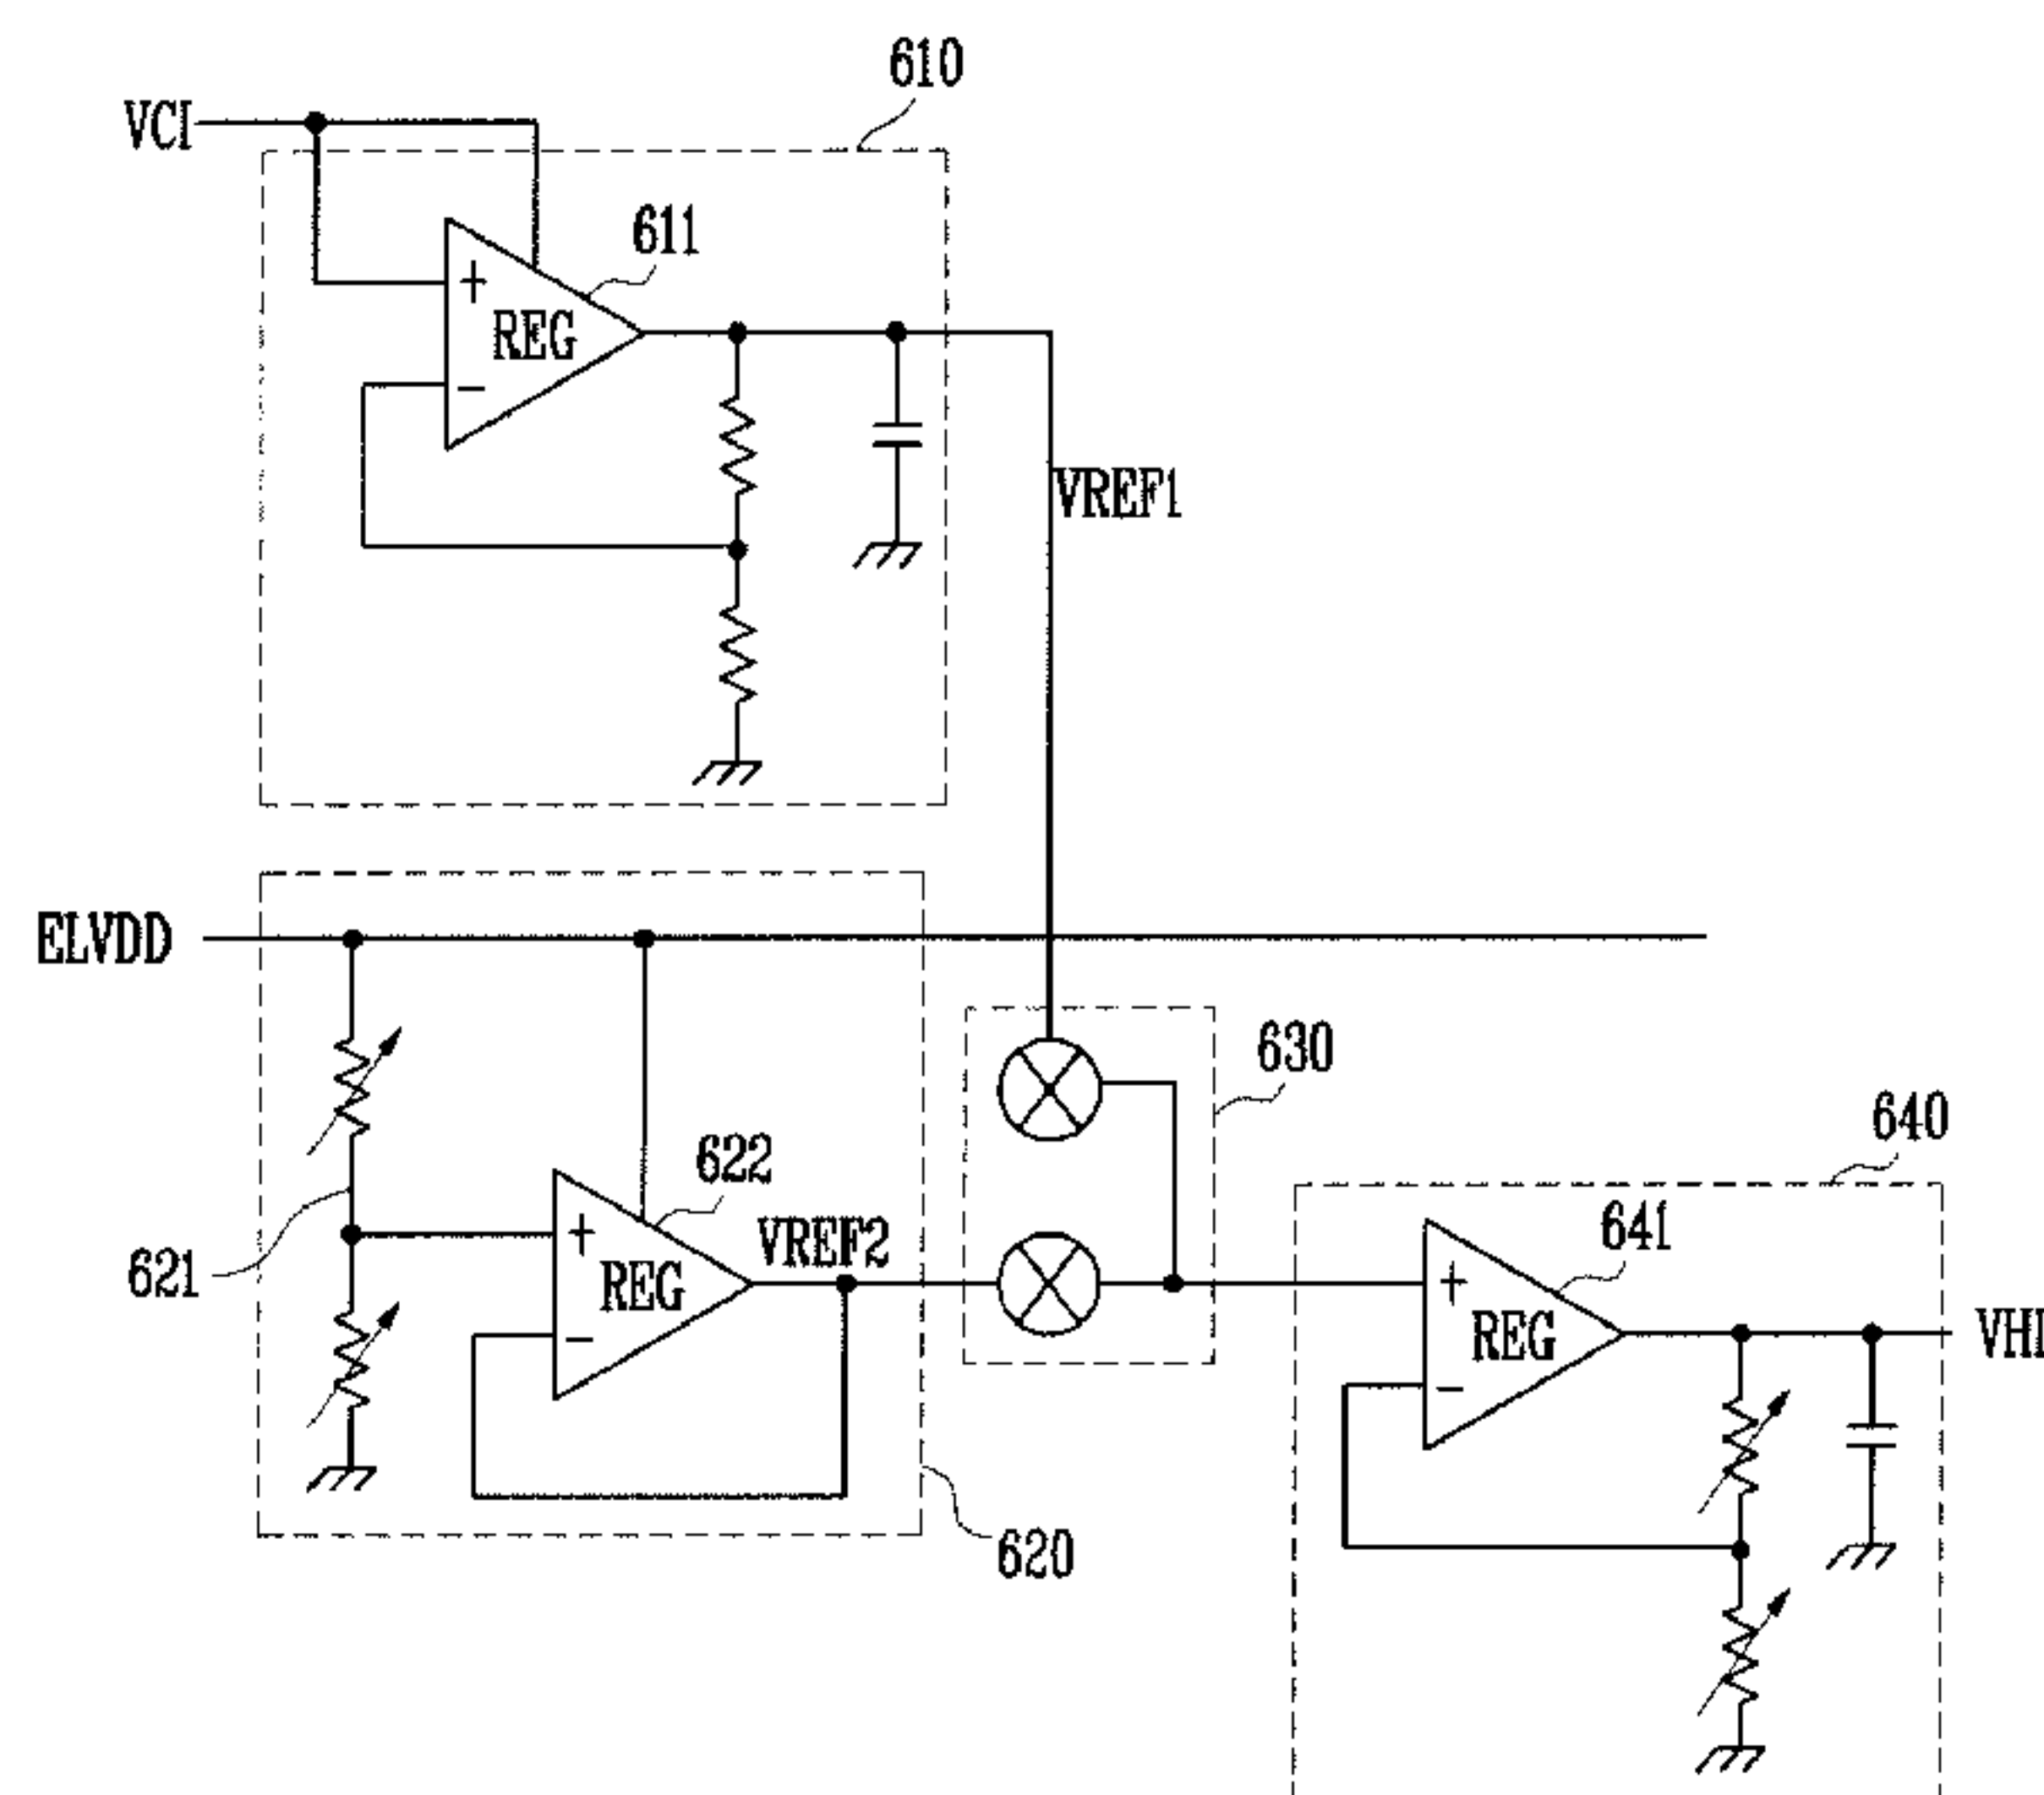 610
VCI
611
+
REG
−
VREF1
ELVDD
630
640
622
641
VREF2
621
+
REG
−
+
REG
−
620